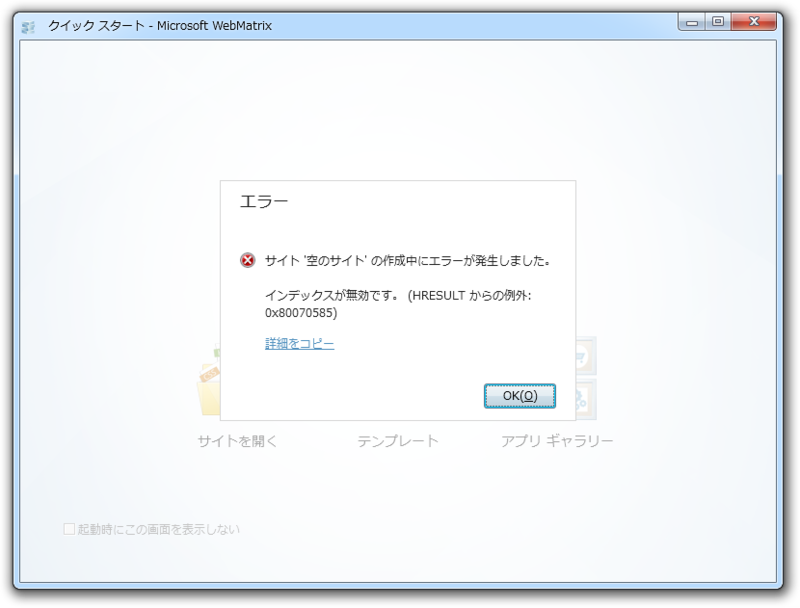 クイック スタート - Microsoft WebMatrix
エラー
サイト '空のサイト' の作成中にエラーが発生しました。
インデックスが無効です。 (HRESULT からの例外:
0x80070585)
詳細をコピー
OK(O)
サイトを開く
テンプレート
アプリ ギャラリー
起動時にこの画面を表示しない